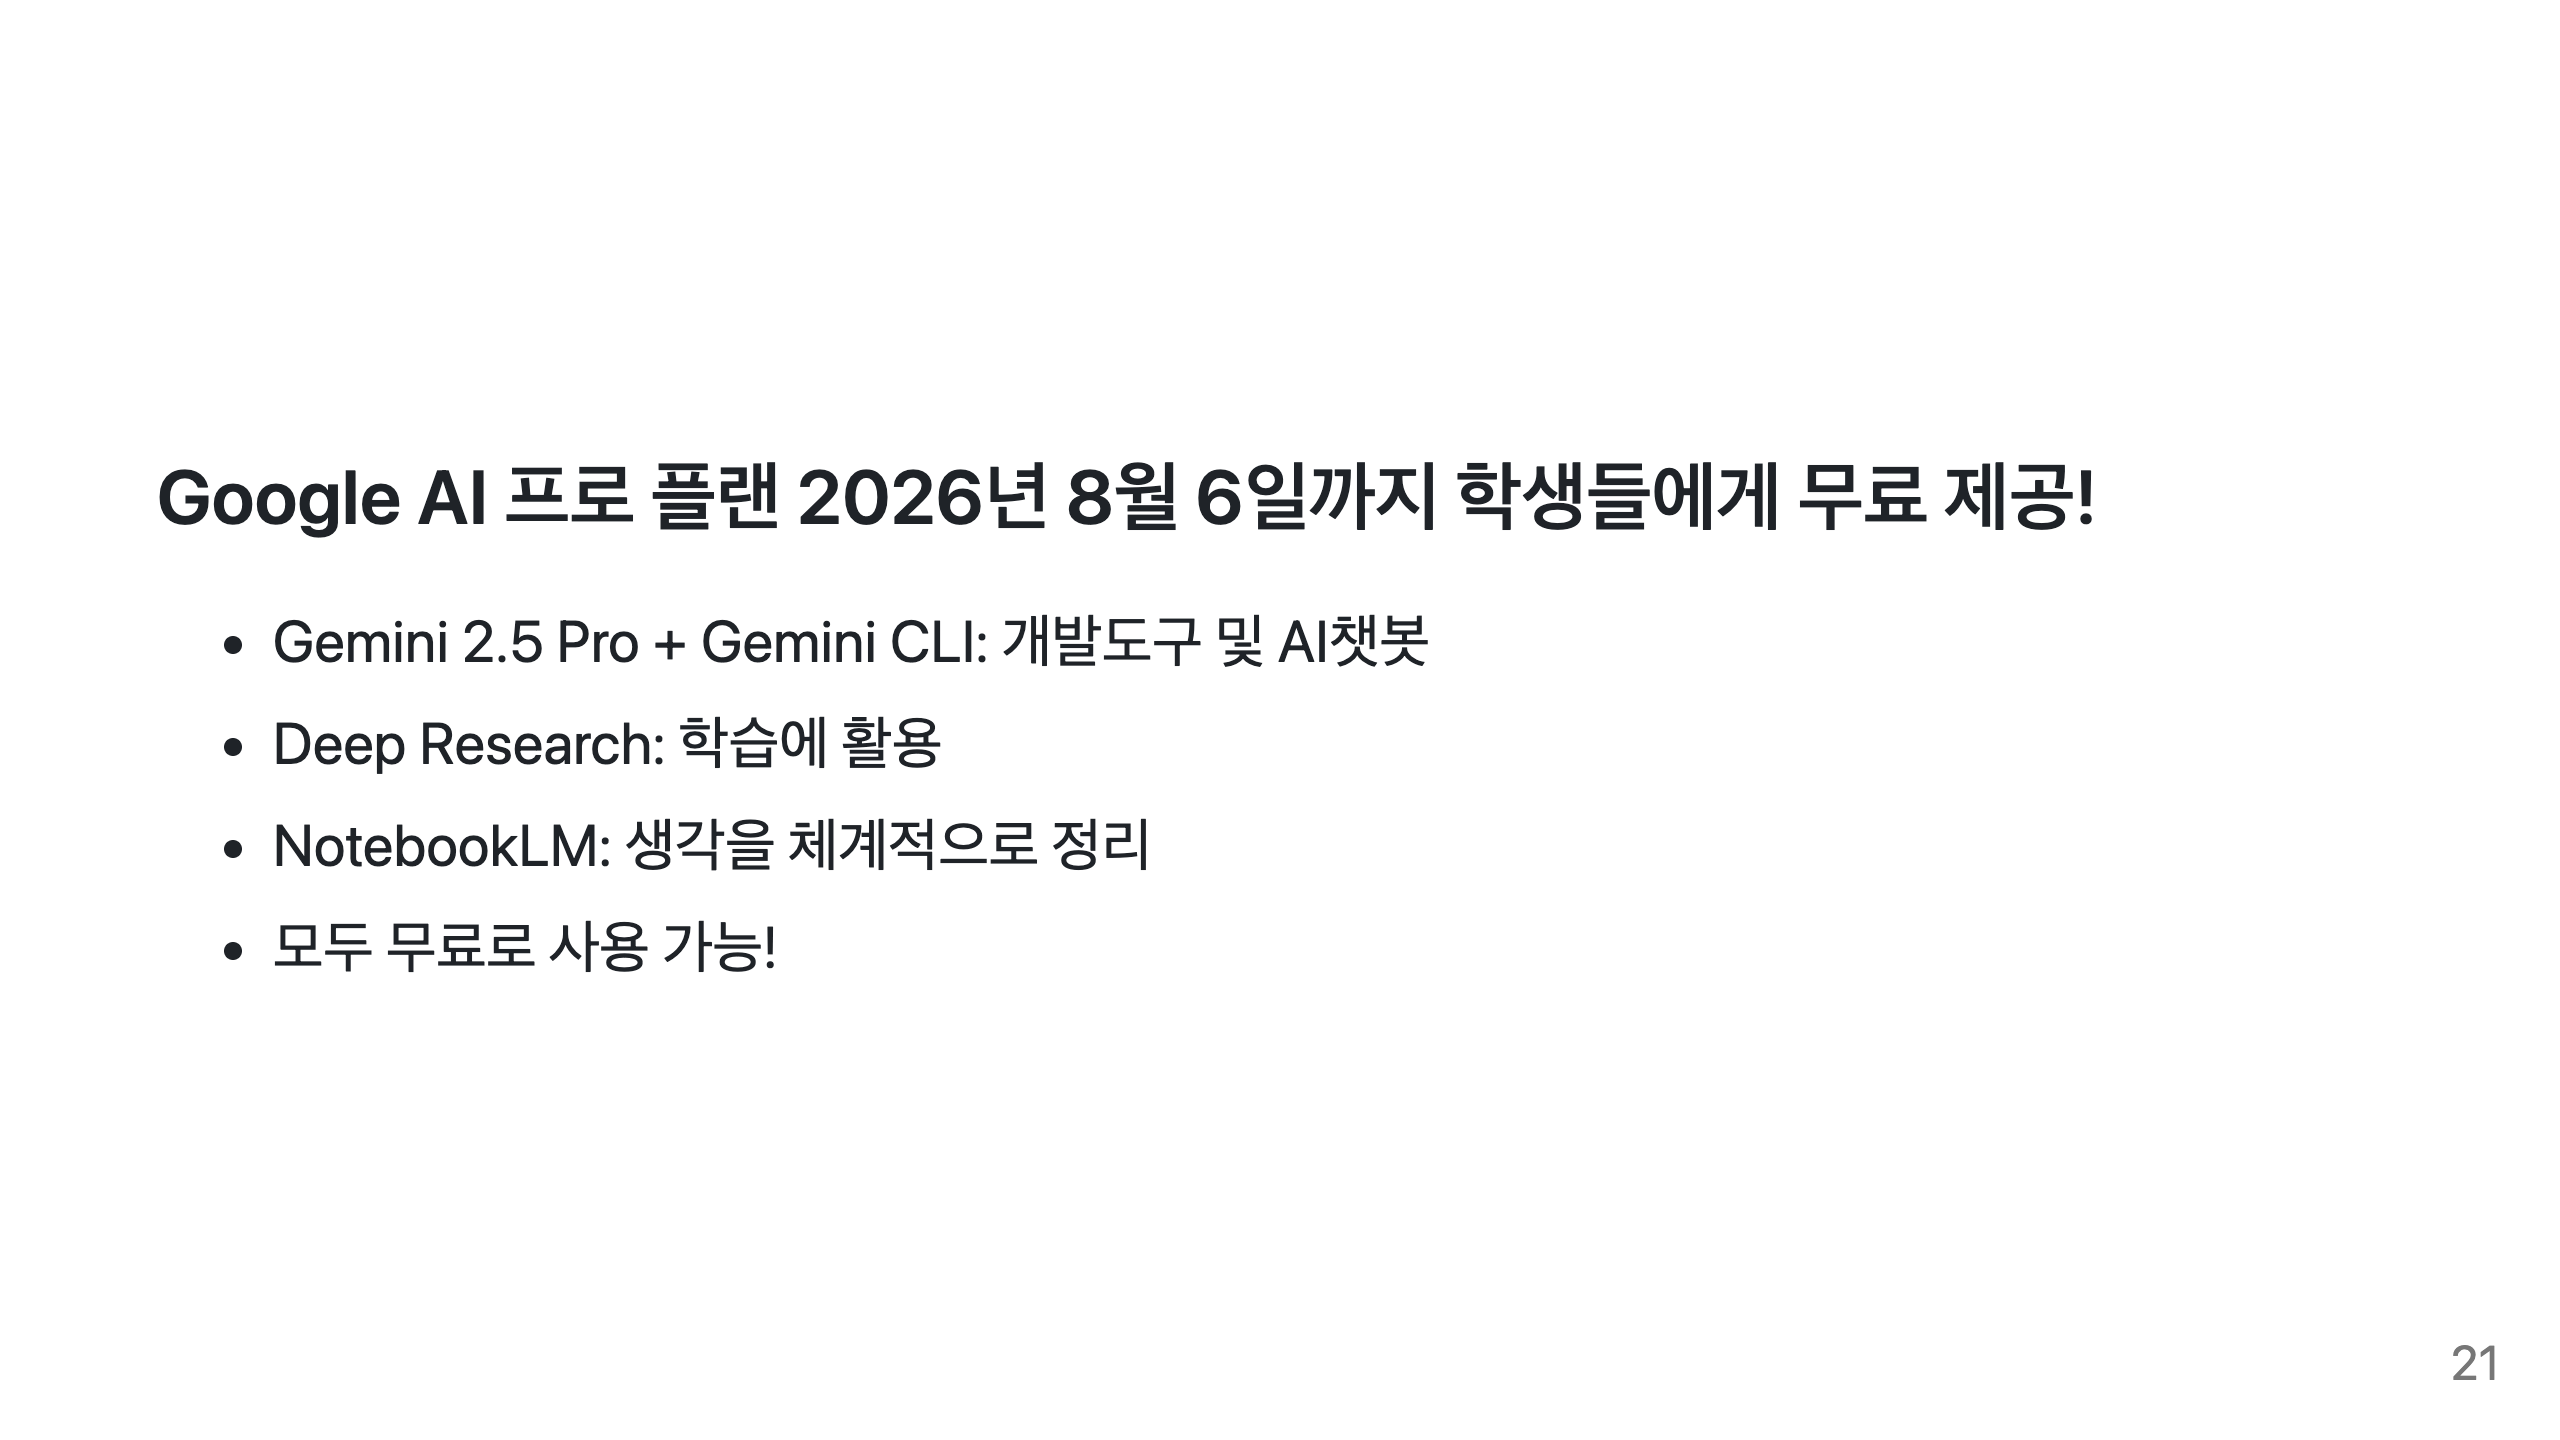 Google AI 프로 플랜 2026년 8월 6일까지 학생들에게 무료 제공!
• Gemini 2.5 Pro + Gemini CLI: 개발도구 및 AI챗봇
• Deep Research: 학습에 활용
• NotebookLM: 생각을 체계적으로 정리
• 모두 무료로 사용 가능!
21